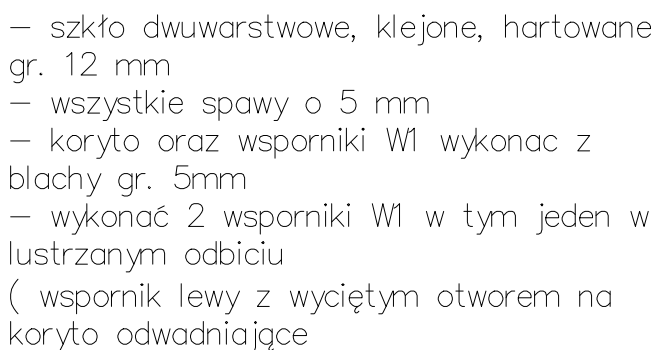 – szkło dwuwarstwowe, klejone, hartowane
gr. 12 mm
– wszystkie spawy o 5 mm
– koryto oraz wsporniki W1 wykonac z
blachy gr. 5mm
– wykonać 2 wsporniki W1 w tym jeden w
lustrzanym odbiciu
( wspornik lewy z wyciętym otworem na
koryto odwadniające